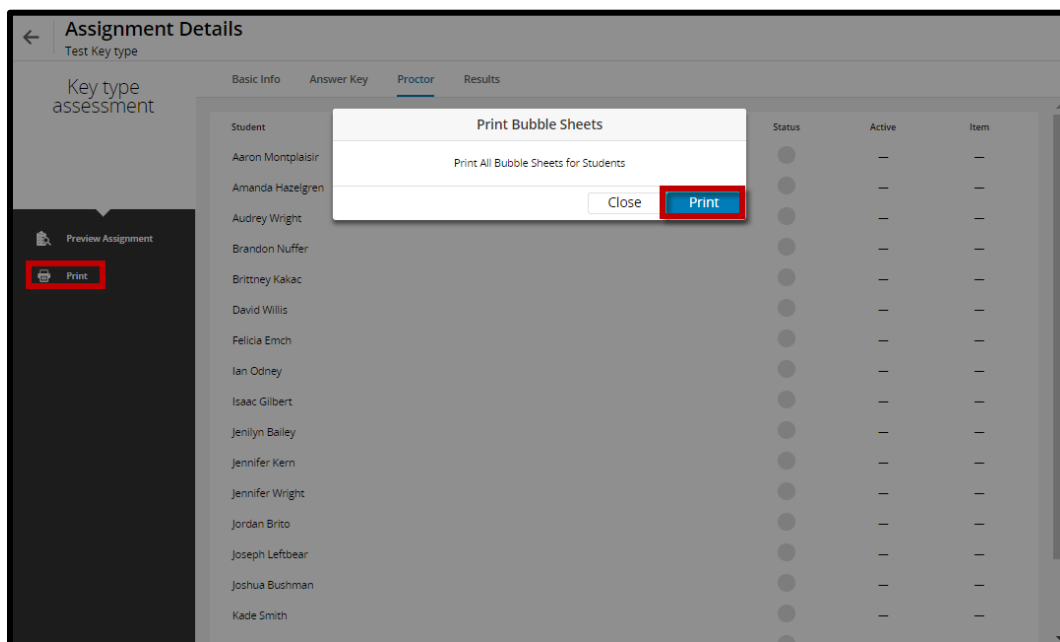 Assignment Details
Test Key type
Key type
assessment
Preview Assignment
Print
Basic Info Answer Key Proctor Results
Student Status Active Item
Print Bubble Sheets
Print All Bubble Sheets for Students
Close Print
Aaron Montplaisir — —
Amanda Hazelgren — —
Audrey Wright — —
Brandon Nuffer — —
Brittney Kakac — —
David Willis — —
Felicia Emch — —
Ian Odney — —
Isaac Gilbert — —
Jenilyn Bailey — —
Jennifer Kern — —
Jennifer Wright — —
Jordan Brito — —
Joseph Leftbear — —
Joshua Bushman — —
Kade Smith — —